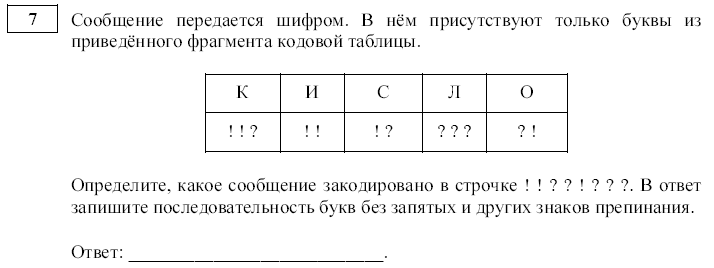 7 Сообщение передается шифром. В нём присутствуют только буквы из
приведённого фрагмента кодовой таблицы.
К И С Л О
! ! ? ! ! ! ? ? ? ? ? !
Определите, какое сообщение закодировано в строчке ! ! ? ? ! ? ? ?. В ответ
запишите последовательность букв без запятых и других знаков препинания.
Ответ: ____________________________.